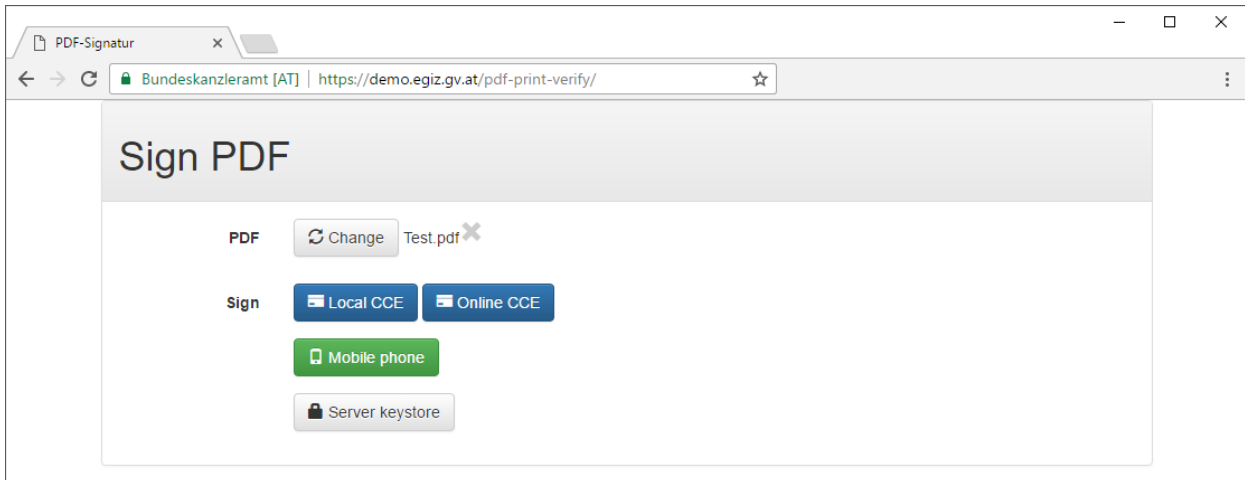 PDF-Signatur
Bundeskanzleramt [AT] | https://demo.egiz.gv.at/pdf-print-verify/
Sign PDF
PDF Change Test.pdf
Sign Local CCE Online CCE
Mobile phone
Server keystore